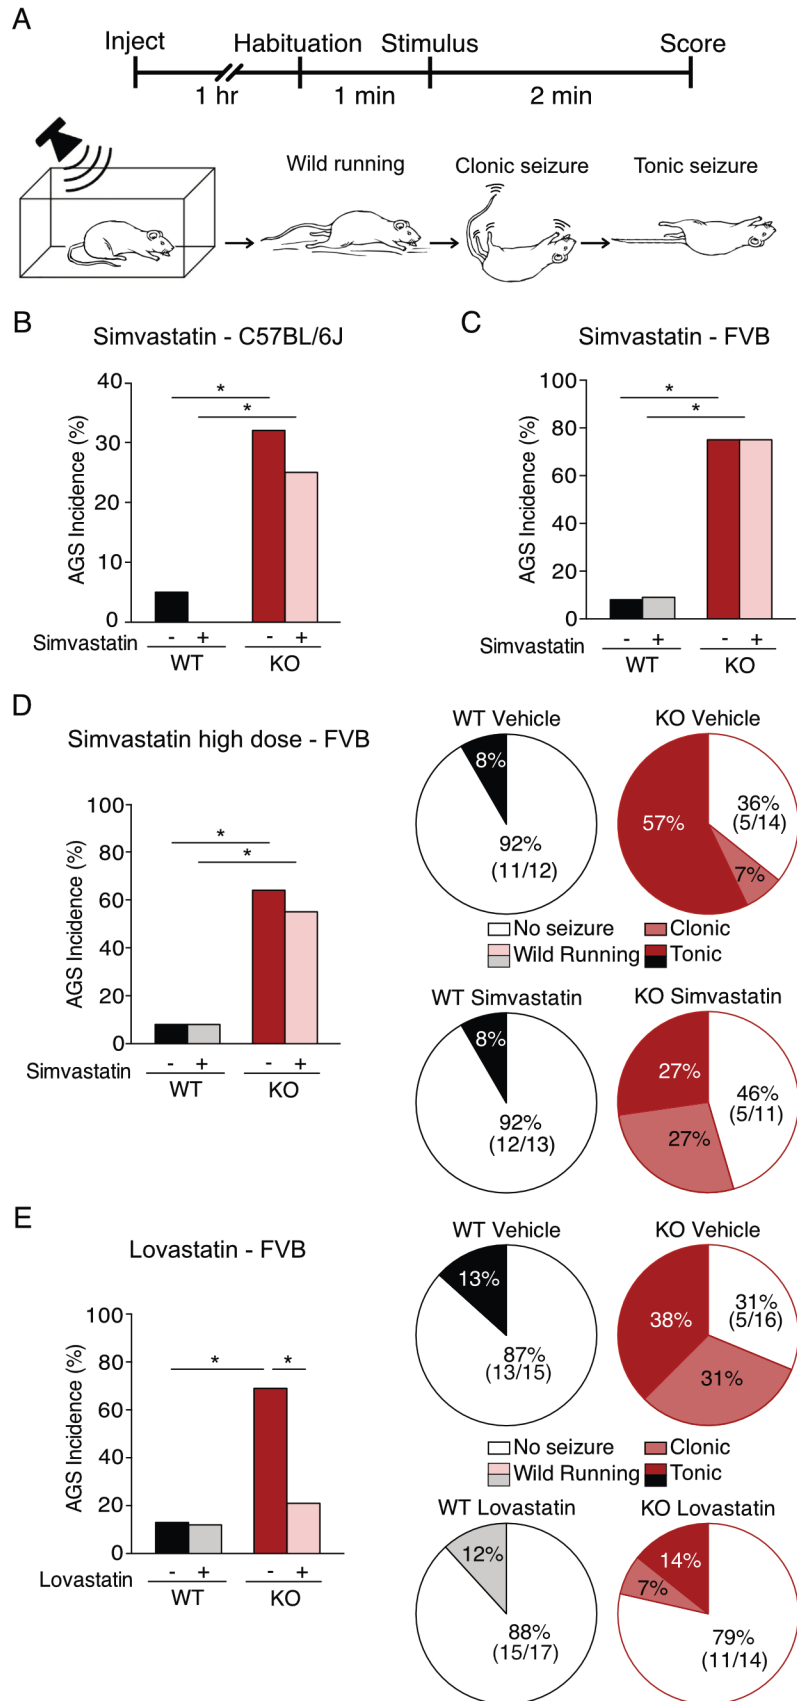 A
Inject
Habituation
Stimulus
Score
1 hr
1 min
2 min
Wild running
Clonic seizure
Tonic seizure
B
Simvastatin - C57BL/6J
AGS Incidence (%)
40
30
20
10
0
Simvastatin
- +
- +
WT
KO
*
*
C
Simvastatin - FVB
AGS Incidence (%)
100
80
60
40
20
0
Simvastatin
- +
- +
WT
KO
*
*
D
Simvastatin high dose - FVB
AGS Incidence (%)
100
80
60
40
20
0
Simvastatin
- +
- +
WT
KO
*
*
WT Vehicle
8%
92%
(11/12)
KO Vehicle
36%
(5/14)
57%
7%
No seizure
Clonic
Wild Running
Tonic
WT Simvastatin
8%
92%
(12/13)
KO Simvastatin
27%
46%
(5/11)
27%
E
Lovastatin - FVB
AGS Incidence (%)
100
80
60
40
20
0
Lovastatin
- +
- +
WT
KO
*
*
WT Vehicle
13%
87%
(13/15)
KO Vehicle
31%
(5/16)
38%
31%
No seizure
Clonic
Wild Running
Tonic
WT Lovastatin
12%
88%
(15/17)
KO Lovastatin
14%
7%
79%
(11/14)